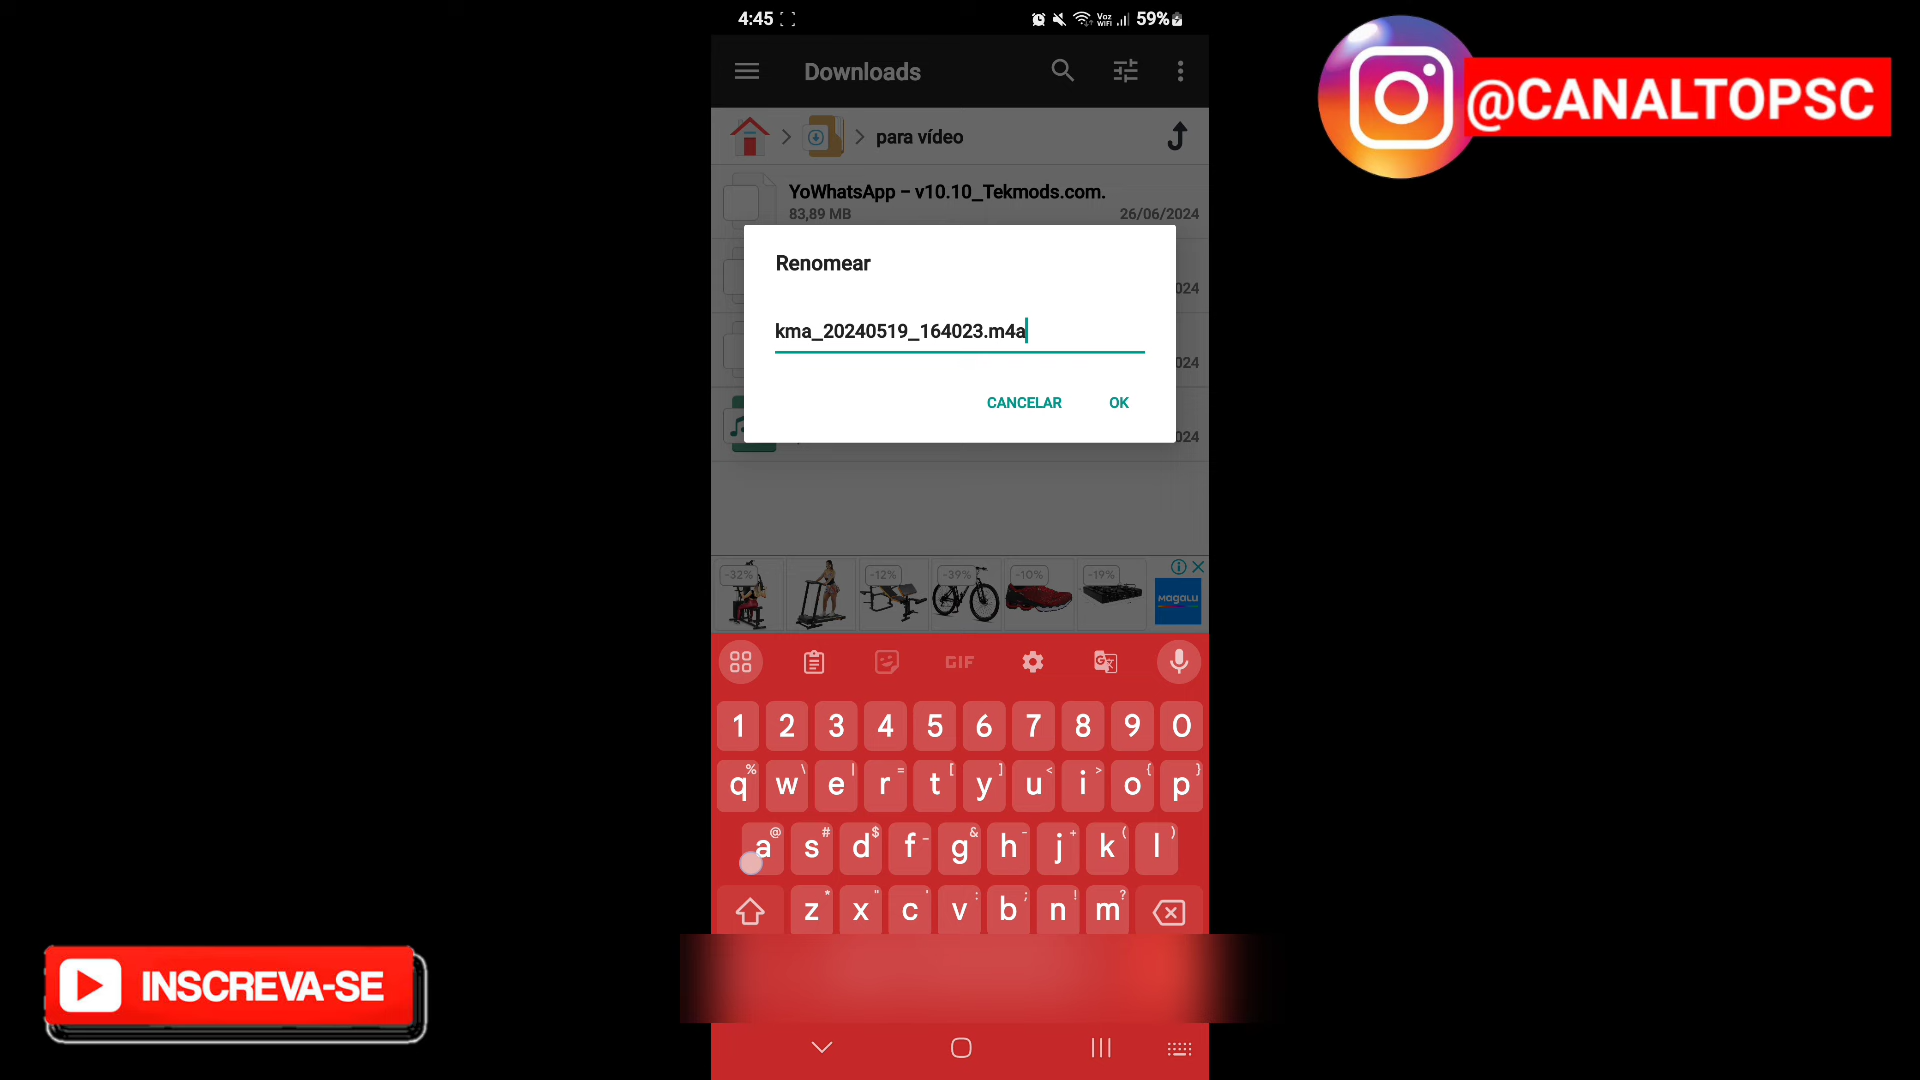 4:45
Voz
WiFi
59%
@CANALTOPSC
Downloads
para vídeo
YoWhatsApp – v10.10_Tekmods.com.
83,89 MB
26/06/2024
Renomear
024
kma_20240519_164023.m4a
024
CANCELAR
OK
024
-32%
-12%
-39%
-10%
-19%
Magalu
GIF
G
1 2 3 4 5 6 7 8 9 0
% \ | = [ ] < > { }
q w e r t y u i o p
@ # $ _ & - + ( )
a s d f g h j k l
* " ' : ; ! ?
z x c v b n m
INSCREVA-SE